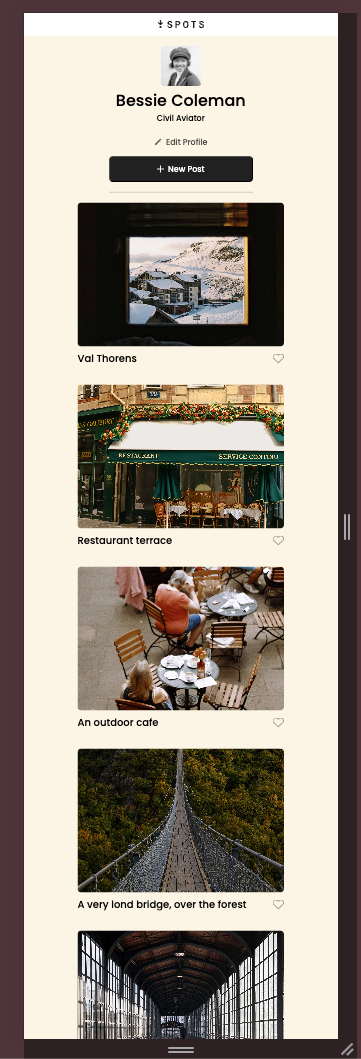 SPOTS
Bessie Coleman
Civil Aviator
Edit Profile
New Post
Val Thorens
RESTAURANT
SERVICE CONTINU
Restaurant terrace
An outdoor cafe
A very lond bridge, over the forest